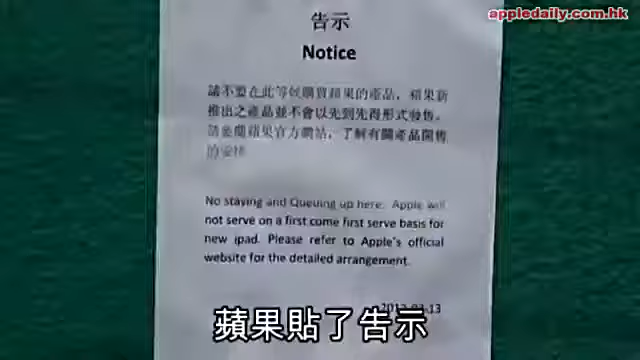 appledaily.com.hk
告示
Notice
請不要在此等候購買蘋果的產品，蘋果新
推出之產品並不會以先到先得形式發售。
請參閱蘋果官方網站，了解有關產品開售
的安排
No staying and Queuing up here. Apple will
not serve on a first come first serve basis for
new ipad. Please refer to Apple's official
website for the detailed arrangement.
2012-03-13
蘋果貼了告示